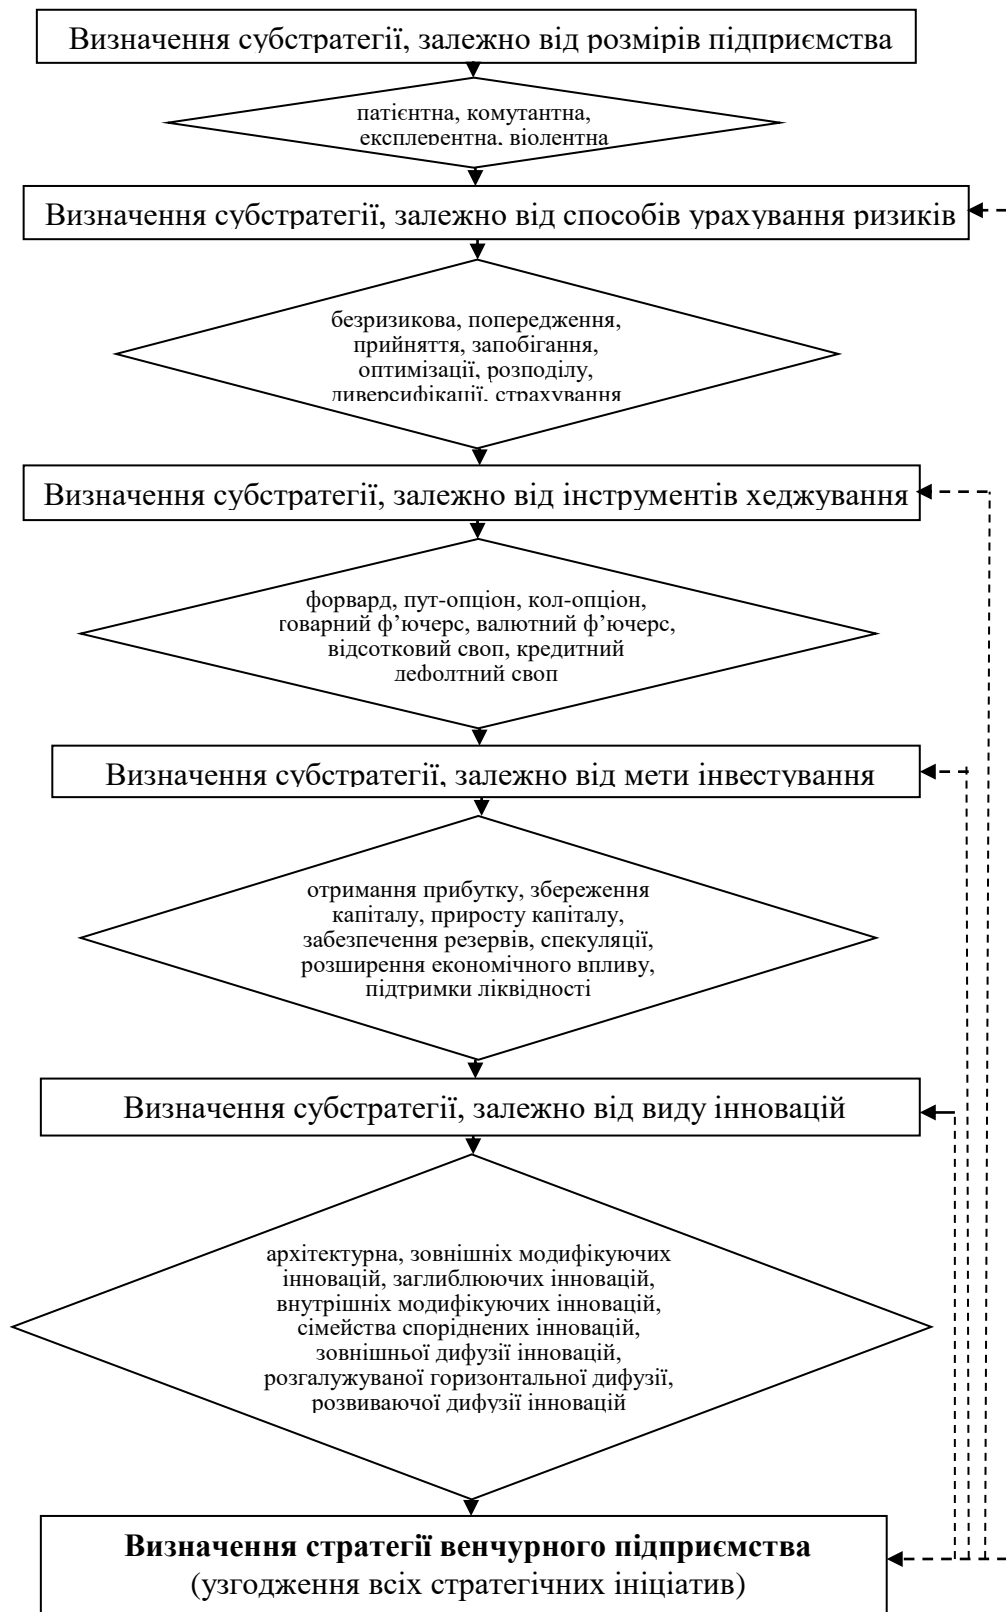 Визначення субстратегії, залежно від розмірів підприємства
патієнтна, комутантна,
експлерентна, віолентна
Визначення субстратегії, залежно від способів урахування ризиків
безризикова, попередження,
прийняття, запобігання,
оптимізації, розподілу,
диверсифікації, страхування
Визначення субстратегії, залежно від інструментів хеджування
форвард, пут-опціон, кол-опціон,
товарний ф’ючерс, валютний ф’ючерс,
відсотковий своп, кредитний
дефолтний своп
Визначення субстратегії, залежно від мети інвестування
отримання прибутку, збереження
капіталу, приросту капіталу,
забезпечення резервів, спекуляції,
розширення економічного впливу,
підтримки ліквідності
Визначення субстратегії, залежно від виду інновацій
архітектурна, зовнішніх модифікуючих
інновацій, заглиблюючих інновацій,
внутрішніх модифікуючих інновацій,
сімейства споріднених інновацій,
зовнішньої дифузії інновацій,
розгалужуваної горизонтальної дифузії,
розвиваючої дифузії інновацій
Визначення стратегії венчурного підприємства
(узгодження всіх стратегічних ініціатив)